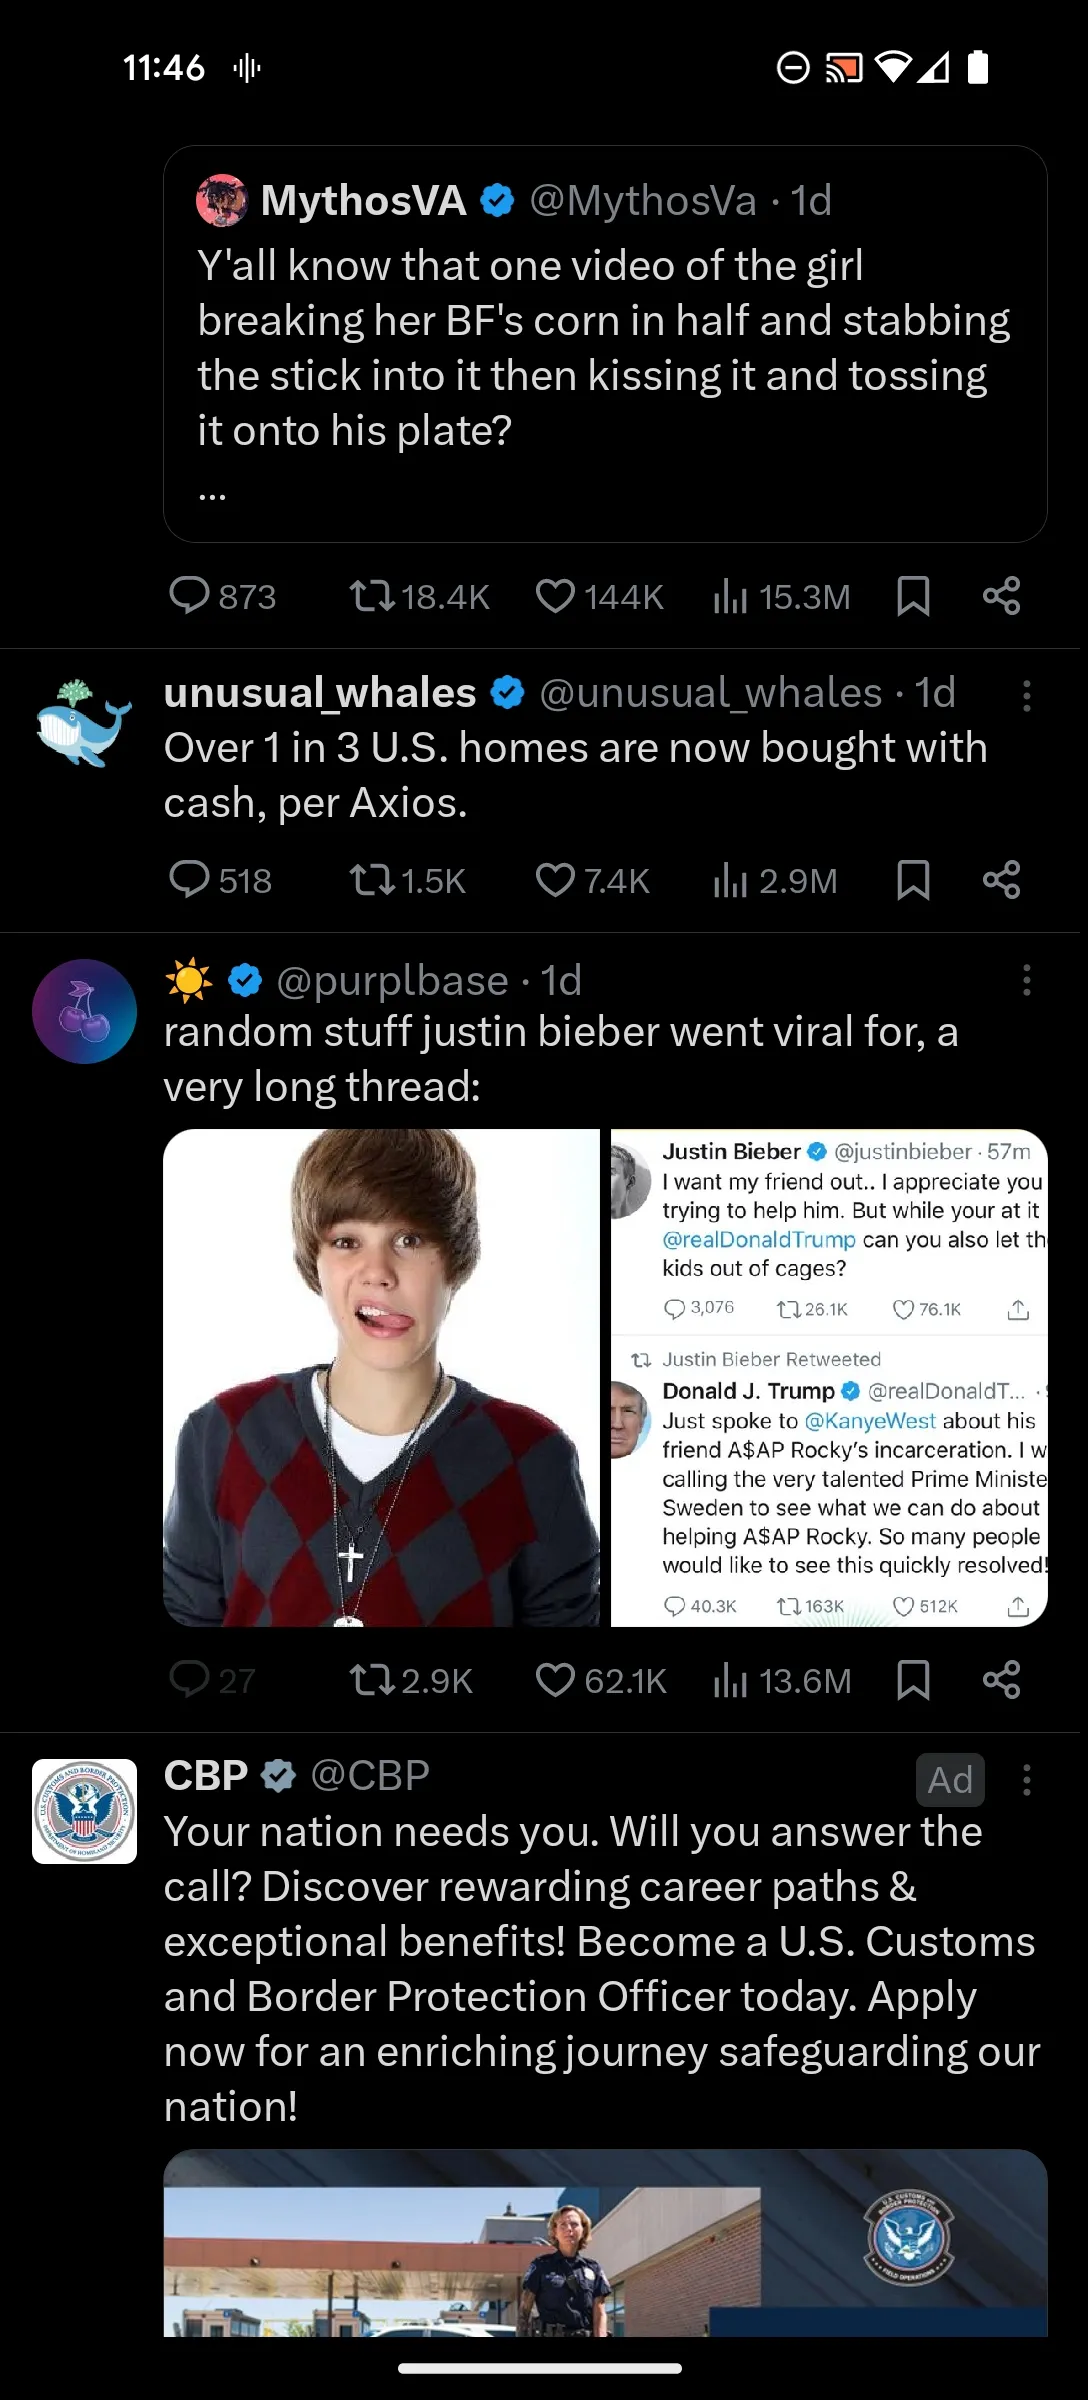 11:46
MythosVA @MythosVa · 1d
Y'all know that one video of the girl
breaking her BF's corn in half and stabbing
the stick into it then kissing it and tossing
it onto his plate?
...
873 18.4K 144K 15.3M
unusual_whales @unusual_whales · 1d
Over 1 in 3 U.S. homes are now bought with
cash, per Axios.
518 1.5K 7.4K 2.9M
@purplbase · 1d
random stuff justin bieber went viral for, a
very long thread:
Justin Bieber @justinbieber · 57m
I want my friend out.. I appreciate you
trying to help him. But while your at it
@realDonaldTrump can you also let th
kids out of cages?
3,076 26.1K 76.1K
Justin Bieber Retweeted
Donald J. Trump @realDonaldT... ·
Just spoke to @KanyeWest about his
friend A$AP Rocky's incarceration. I w
calling the very talented Prime Ministe
Sweden to see what we can do about
helping A$AP Rocky. So many people
would like to see this quickly resolved!
40.3K 163K 512K
27 2.9K 62.1K 13.6M
CBP @CBP Ad
Your nation needs you. Will you answer the
call? Discover rewarding career paths &
exceptional benefits! Become a U.S. Customs
and Border Protection Officer today. Apply
now for an enriching journey safeguarding our
nation!
U.S. CUSTOMS AND
BORDER PROTECTION
FIELD OPERATIONS